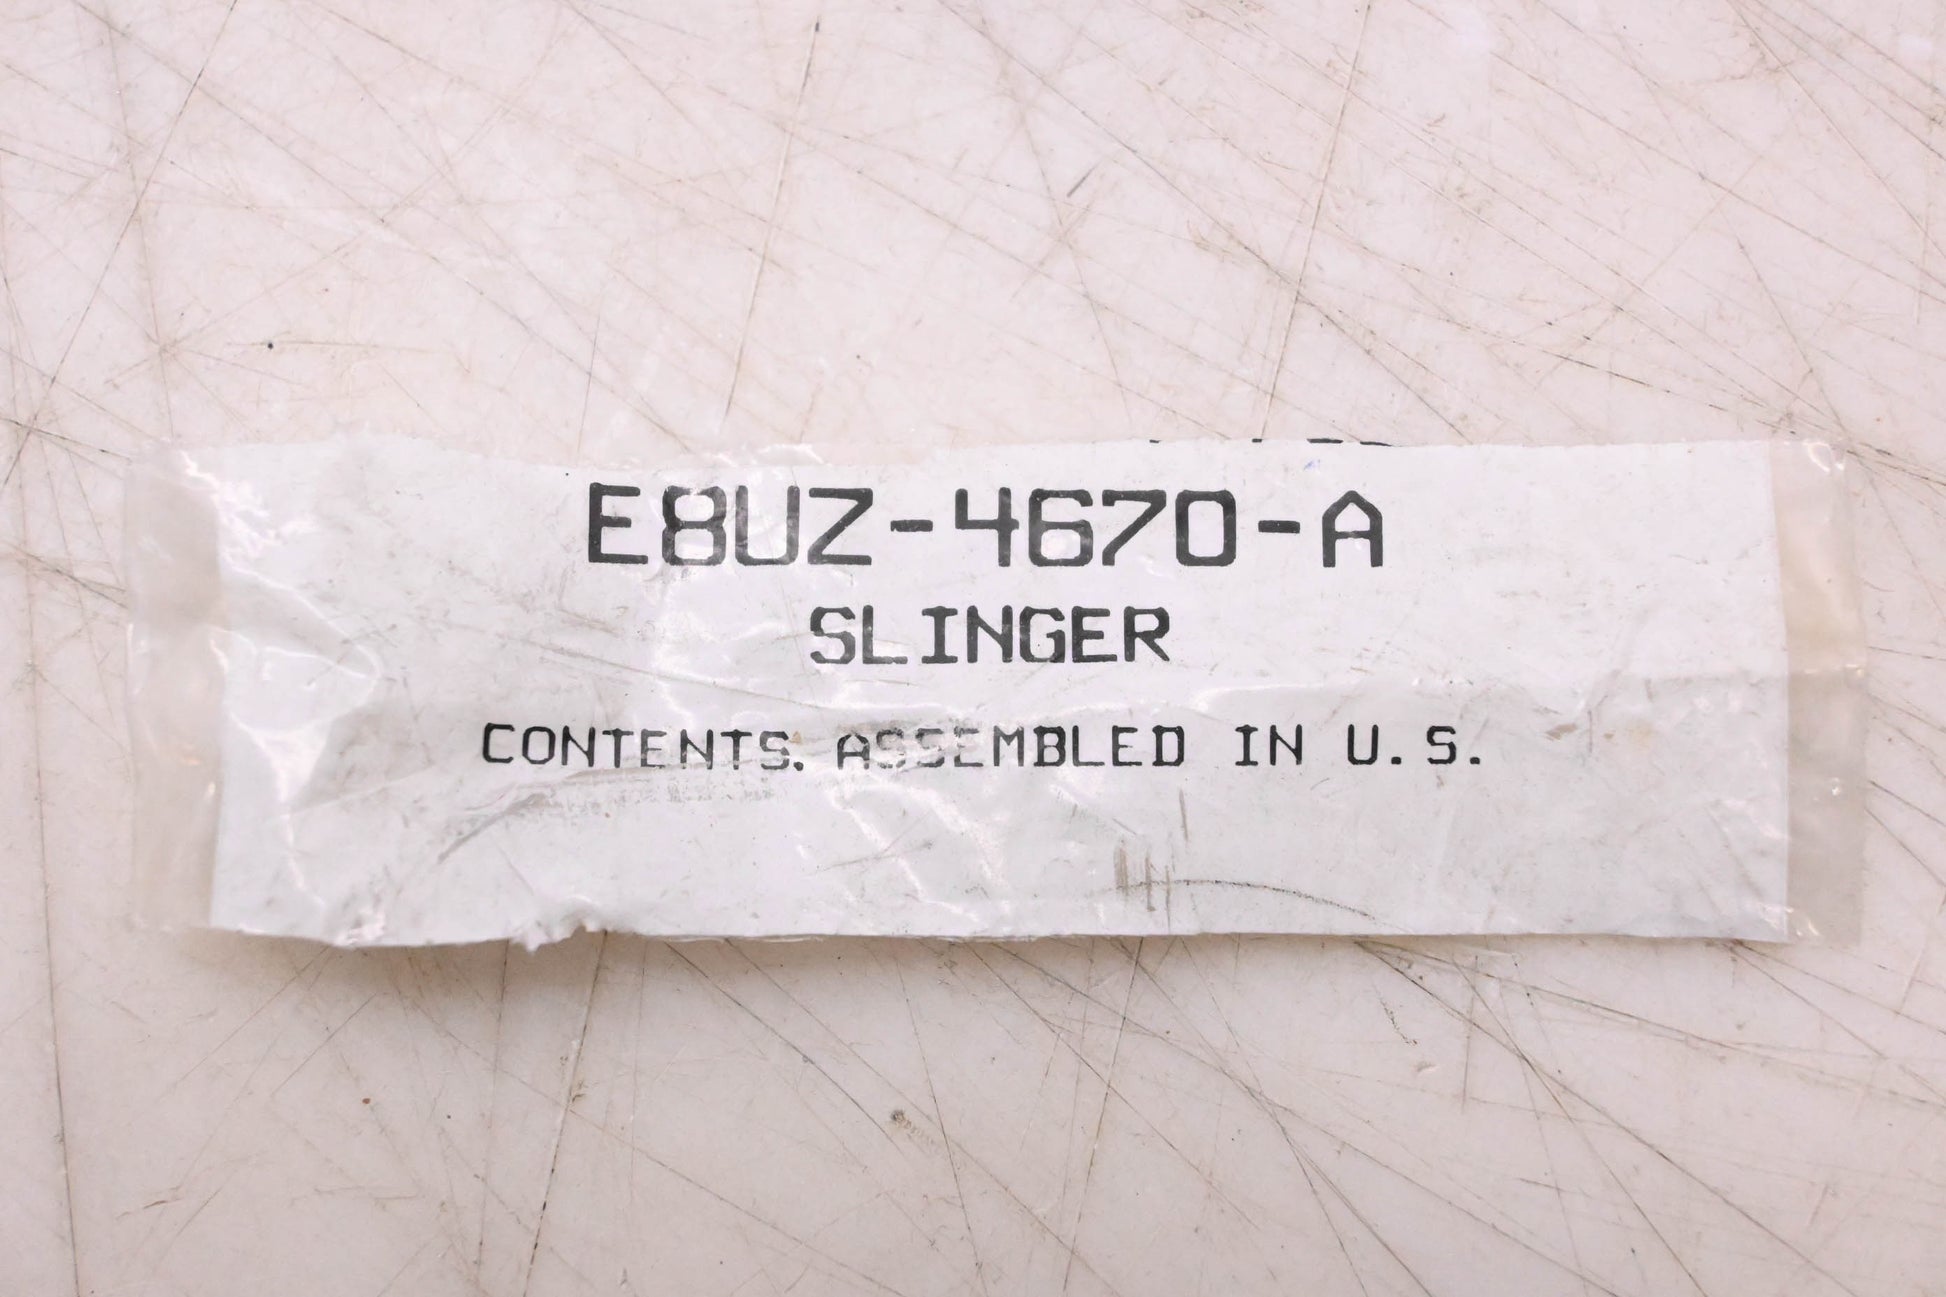 E8UZ-4670-A
SLINGER
CONTENTS. ASSEMBLED IN U.S.